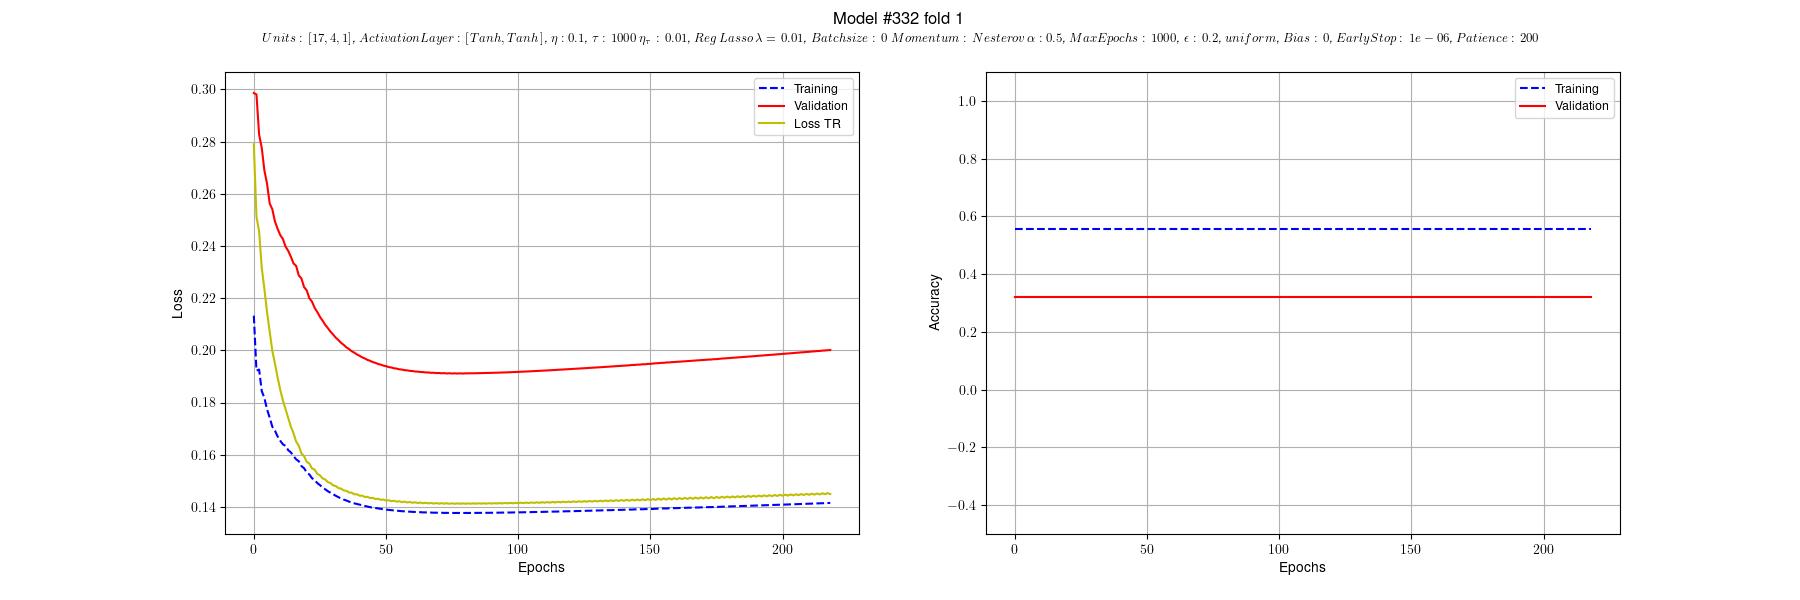 Model #332 fold 1
Units : [17, 4, 1], ActivationLayer : [Tanh, Tanh], η : 0.1, τ : 1000 η_τ : 0.01, Reg Lasso λ = 0.01, Batchsize : 0 Momentum : Nesterov α : 0.5, MaxEpochs : 1000, ϵ : 0.2, uniform, Bias : 0, EarlyStop : 1e − 06, Patience : 200
Loss
0.30
0.28
0.26
0.24
0.22
0.20
0.18
0.16
0.14
Training
Validation
Loss TR
0 50 100 150 200
Epochs
Accuracy
1.0
0.8
0.6
0.4
0.2
0.0
−0.2
−0.4
Training
Validation
0 50 100 150 200
Epochs